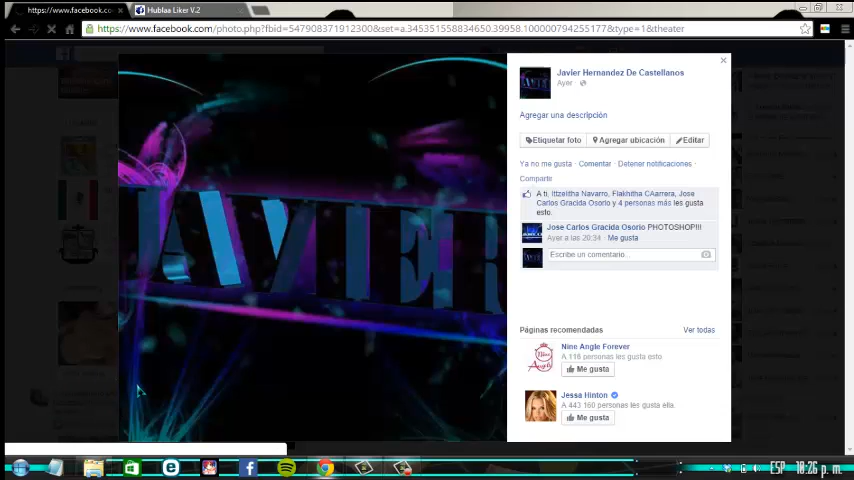 https://www.facebook.com
Hublaa Liker V.2
https://www.facebook.com/photo.php?fbid=547908371912300&set=a.345351558834650.39958.100000794255177&type=1&theater
AVIER
Javier Hernandez De Castellanos
Ayer
Agregar una descripción
Etiquetar foto
Agregar ubicación
Editar
Ya no me gusta · Comentar · Detener notificaciones ·
Compartir
A ti, Ittzelitha Navarro, Flakhitha CAarrera, Jose
Carlos Gracida Osorio y 4 personas más les gusta
esto.
Jose Carlos Gracida Osorio PHOTOSHOP!!!
Ayer a las 20:34 · Me gusta
Escribe un comentario...
Páginas recomendadas
Ver todas
Nine Angle Forever
A 116 personas les gusta esto
Me gusta
Jessa Hinton
A 443 160 personas les gusta ella.
Me gusta
ESP
10:26 p. m.